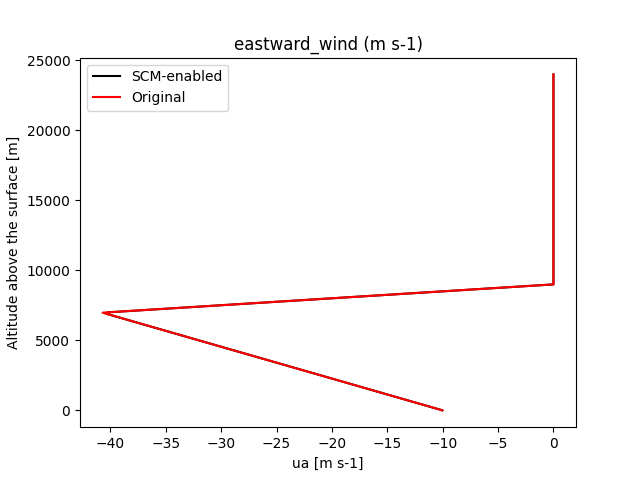 eastward_wind (m s-1)
SCM-enabled
Original
Altitude above the surface [m]
25000
20000
15000
10000
5000
0
−40 −35 −30 −25 −20 −15 −10 −5 0
ua [m s-1]